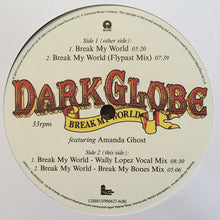 Side 1 (other side):
1. Break My World 05:20
2. Break My World (Flypast Mix) 07:39
DARK GLOBE
BREAK MY WORLD
33rpm
featuring Amanda Ghost
Side 2 (this side):
1. Break My World - Wally Lopez Vocal Mix 08:30
2. Break My World - Break My Bones Mix 05:06